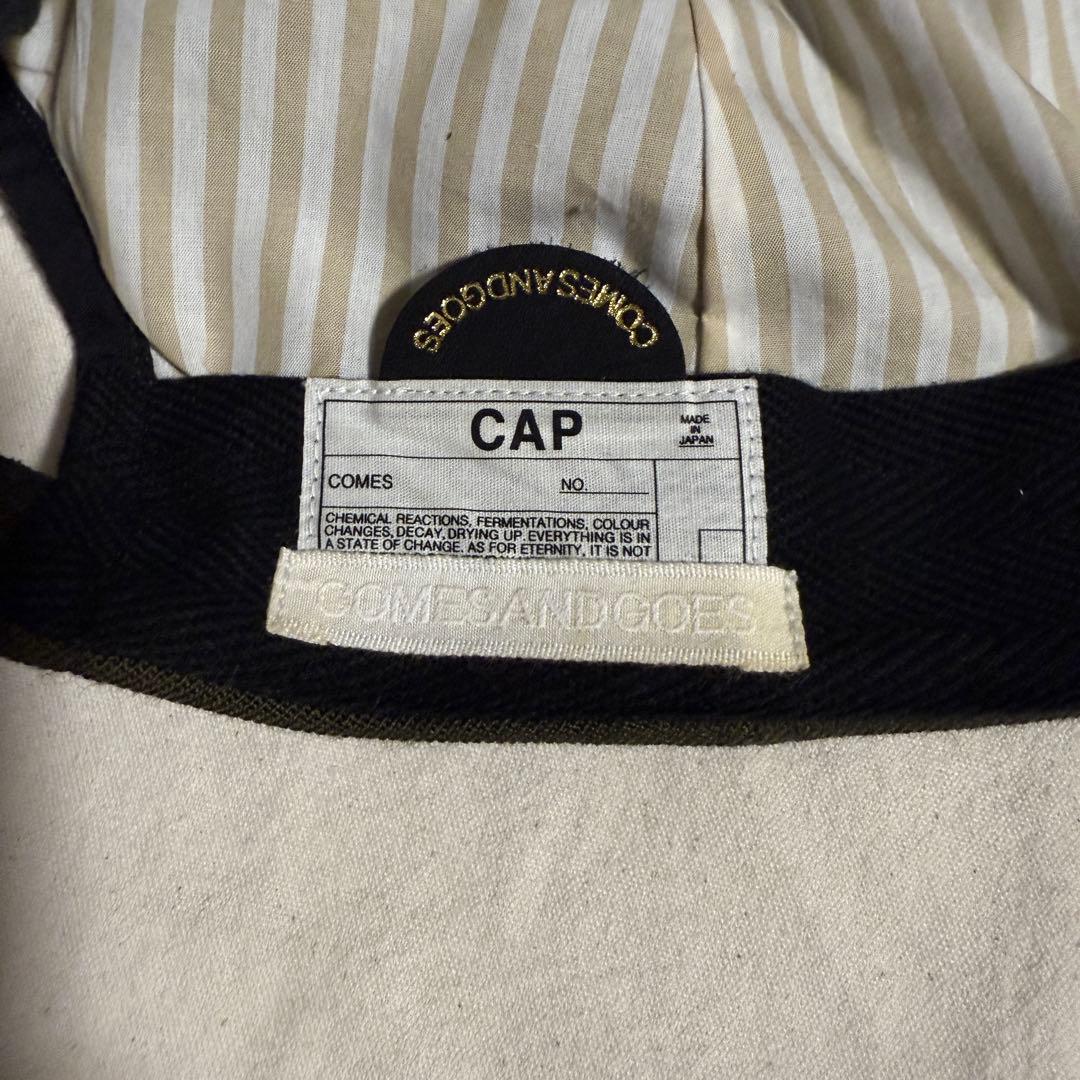 COMESANDGOES
CAP
MADE
IN
JAPAN
COMES
NO.
CHEMICAL REACTIONS, FERMENTATIONS, COLOUR
CHANGES, DECAY, DRYING UP. EVERYTHING IS IN
A STATE OF CHANGE. AS FOR ETERNITY, IT IS NOT
COMESANDGOES